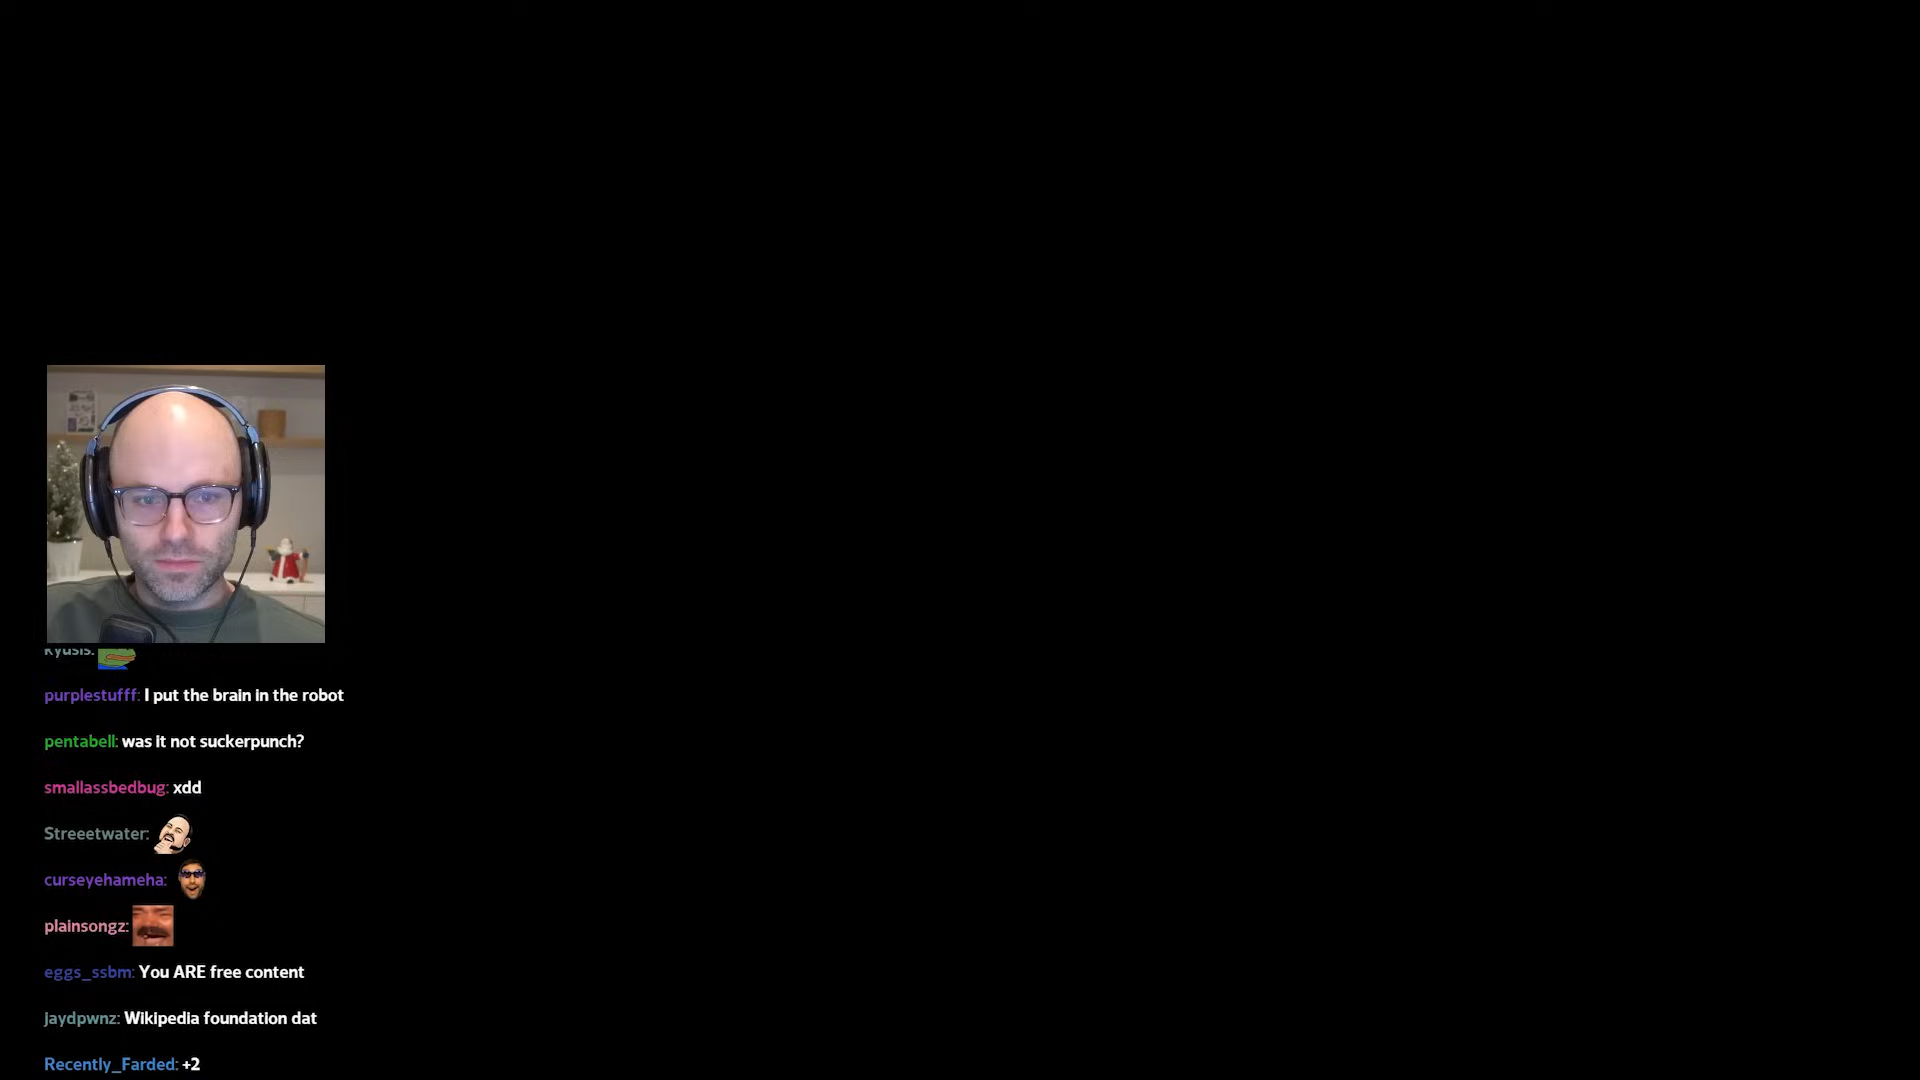 Kyusis:
purplestufff: I put the brain in the robot
pentabell: was it not suckerpunch?
smallassbedbug: xdd
Streeetwater:
curseyehameha:
plainsongz:
eggs_ssbm: You ARE free content
jaydpwnz: Wikipedia foundation dat
Recently_Farded: +2